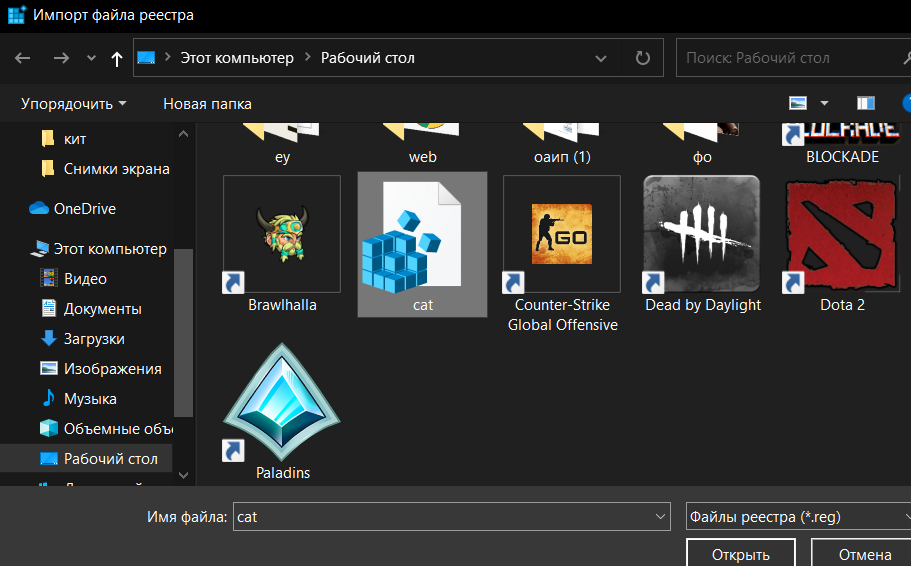 Импорт файла реестра
Этот компьютер
Рабочий стол
Поиск: Рабочий стол
Упорядочить
Новая папка
кит
Снимки экрана
OneDrive
Этот компьютер
Видео
Документы
Загрузки
Изображения
Музыка
Объемные объ
Рабочий стол
ey
web
оаип (1)
фо
BLOCKADE
Brawlhalla
cat
GO
Counter-Strike
Global Offensive
Dead by Daylight
Dota 2
Paladins
Имя файла:
cat
Файлы реестра (*.reg)
Открыть
Отмена